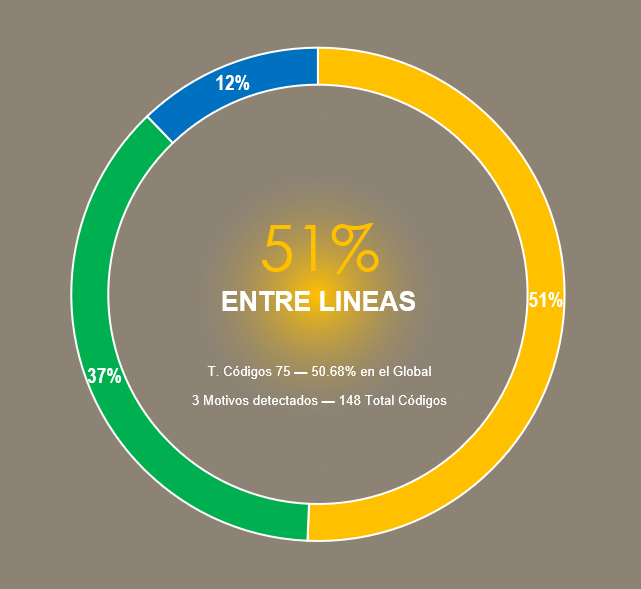 12%
51%
ENTRE LINEAS
51%
37%
T. Códigos 75 — 50.68% en el Global
3 Motivos detectados — 148 Total Códigos